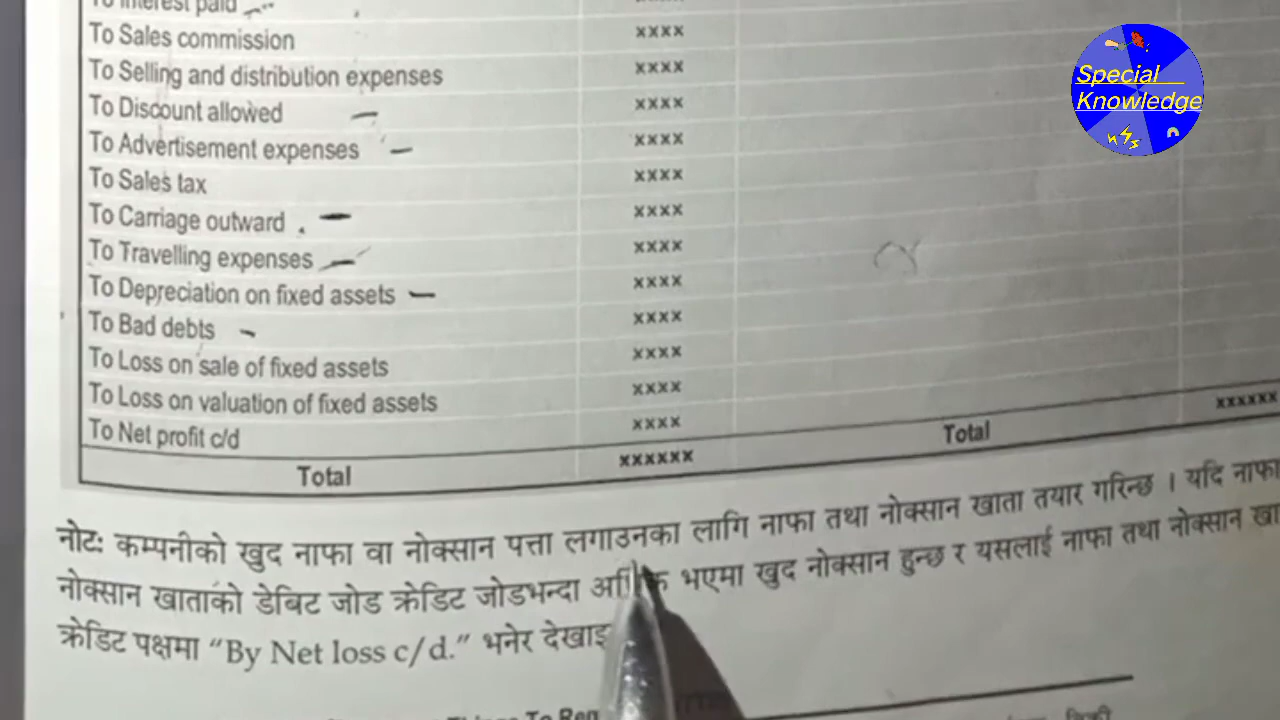 To Interest paid
To Sales commission xxxx
To Selling and distribution expenses xxxx
To Discount allowed xxxx
To Advertisement expenses xxxx
To Sales tax xxxx
To Carriage outward xxxx
To Travelling expenses xxxx
To Depreciation on fixed assets xxxx
To Bad debts xxxx
To Loss on sale of fixed assets xxxx
To Loss on valuation of fixed assets xxxx
To Net profit c/d xxxx
Total xxxxxx Total xxxxxx
नोटः कम्पनीको खुद नाफा वा नोक्सान पत्ता लगाउनका लागि नाफा तथा नोक्सान खाता तयार गरिन्छ । यदि नाफा
नोक्सान खाताको डेबिट जोड क्रेडिट जोडभन्दा भएमा खुद नोक्सान हुन्छ र यसलाई नाफा तथा नोक्सान खा
क्रेडिट पक्षमा “By Net loss c/d.” भनेर देखाइ
Special
Knowledge